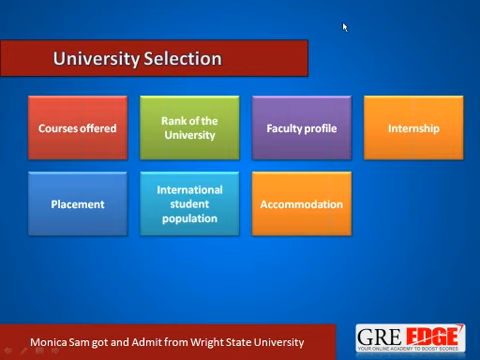 University Selection
Courses offered
Rank of the
University
Faculty profile
Internship
Placement
International
student
population
Accommodation
Monica Sam got and Admit from Wright State University
GRE EDGE
YOUR ONLINE ACADEMY TO BOOST SCORES